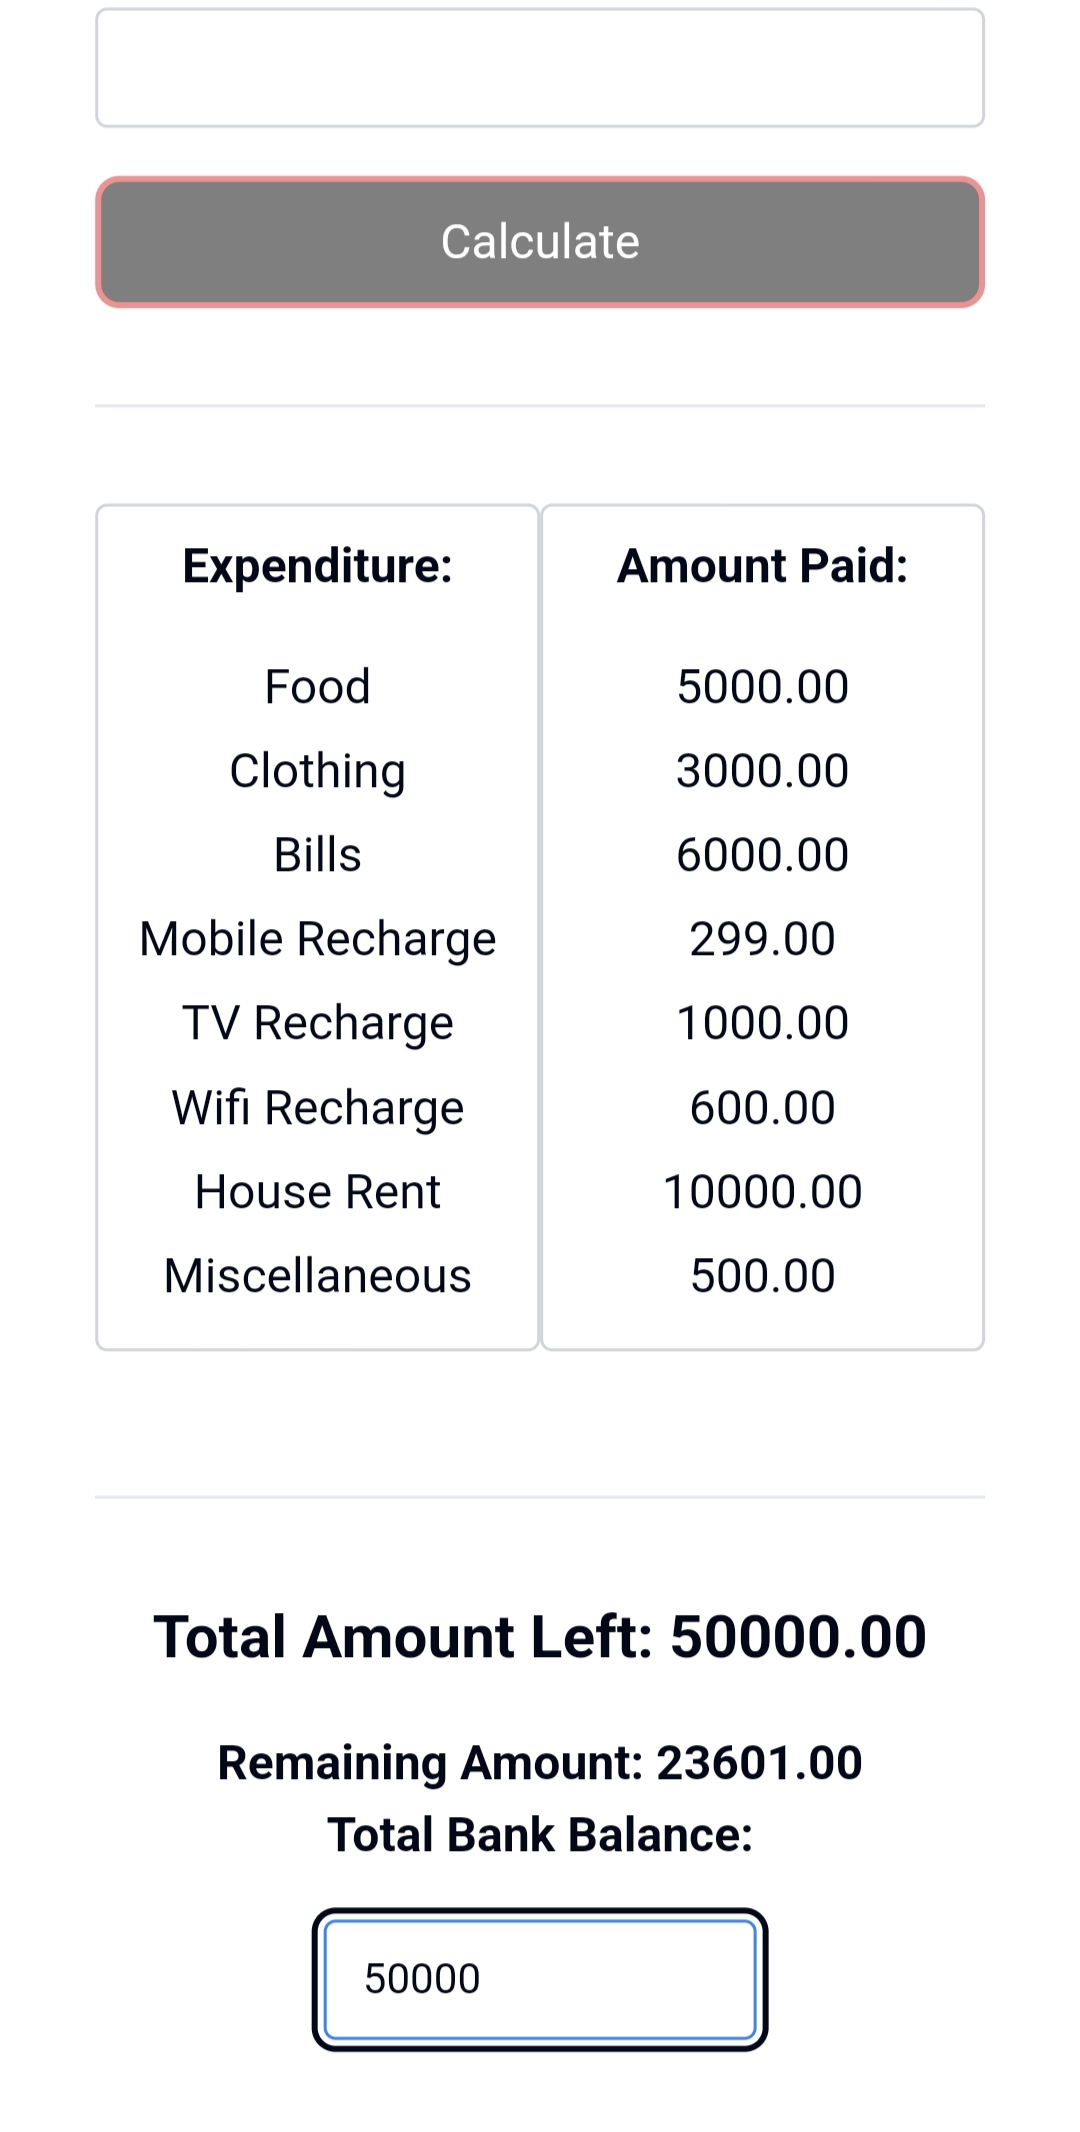 Calculate
Expenditure: Amount Paid:
Food 5000.00
Clothing 3000.00
Bills 6000.00
Mobile Recharge 299.00
TV Recharge 1000.00
Wifi Recharge 600.00
House Rent 10000.00
Miscellaneous 500.00
Total Amount Left: 50000.00
Remaining Amount: 23601.00
Total Bank Balance:
50000